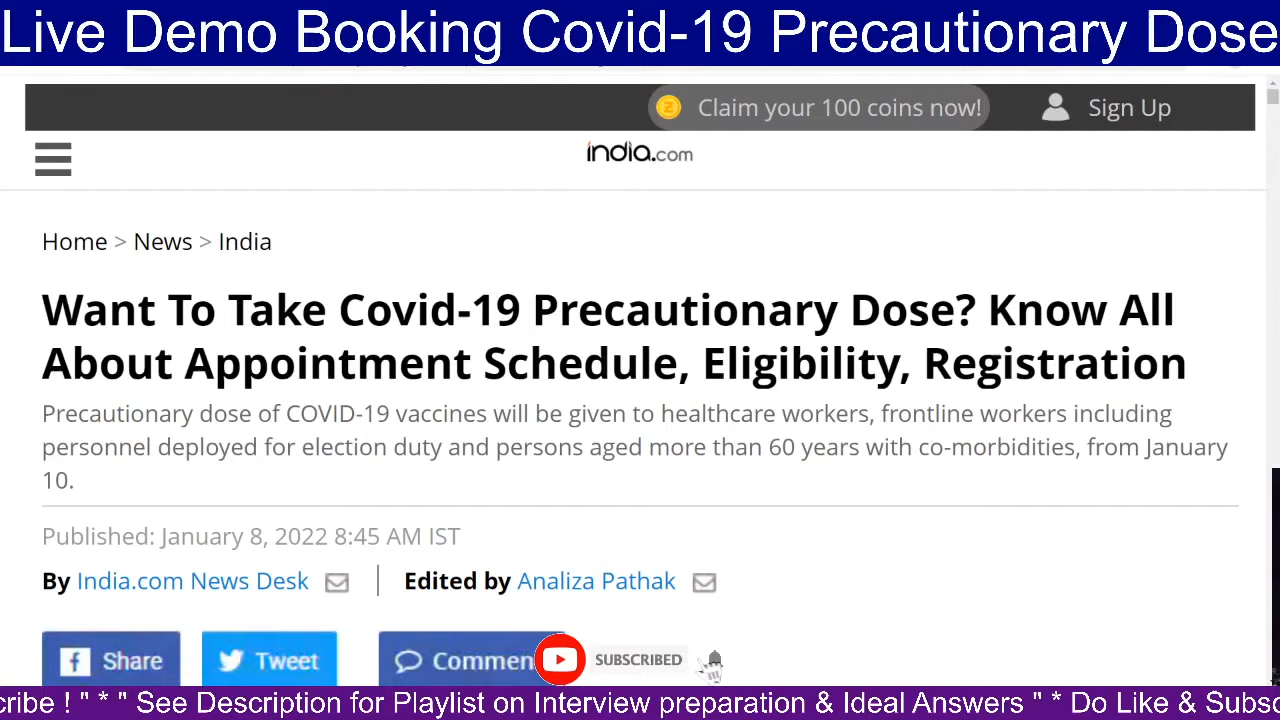 Live Demo Booking Covid-19 Precautionary Dose
Claim your 100 coins now!
Sign Up
india.com
Home > News > India
Want To Take Covid-19 Precautionary Dose? Know All
About Appointment Schedule, Eligibility, Registration
Precautionary dose of COVID-19 vaccines will be given to healthcare workers, frontline workers including
personnel deployed for election duty and persons aged more than 60 years with co-morbidities, from January
10.
Published: January 8, 2022 8:45 AM IST
By India.com News Desk
Edited by Analiza Pathak
Share
Tweet
Commen
SUBSCRIBED
cribe ! " * " See Description for Playlist on Interview preparation & Ideal Answers " * Do Like & Subsc